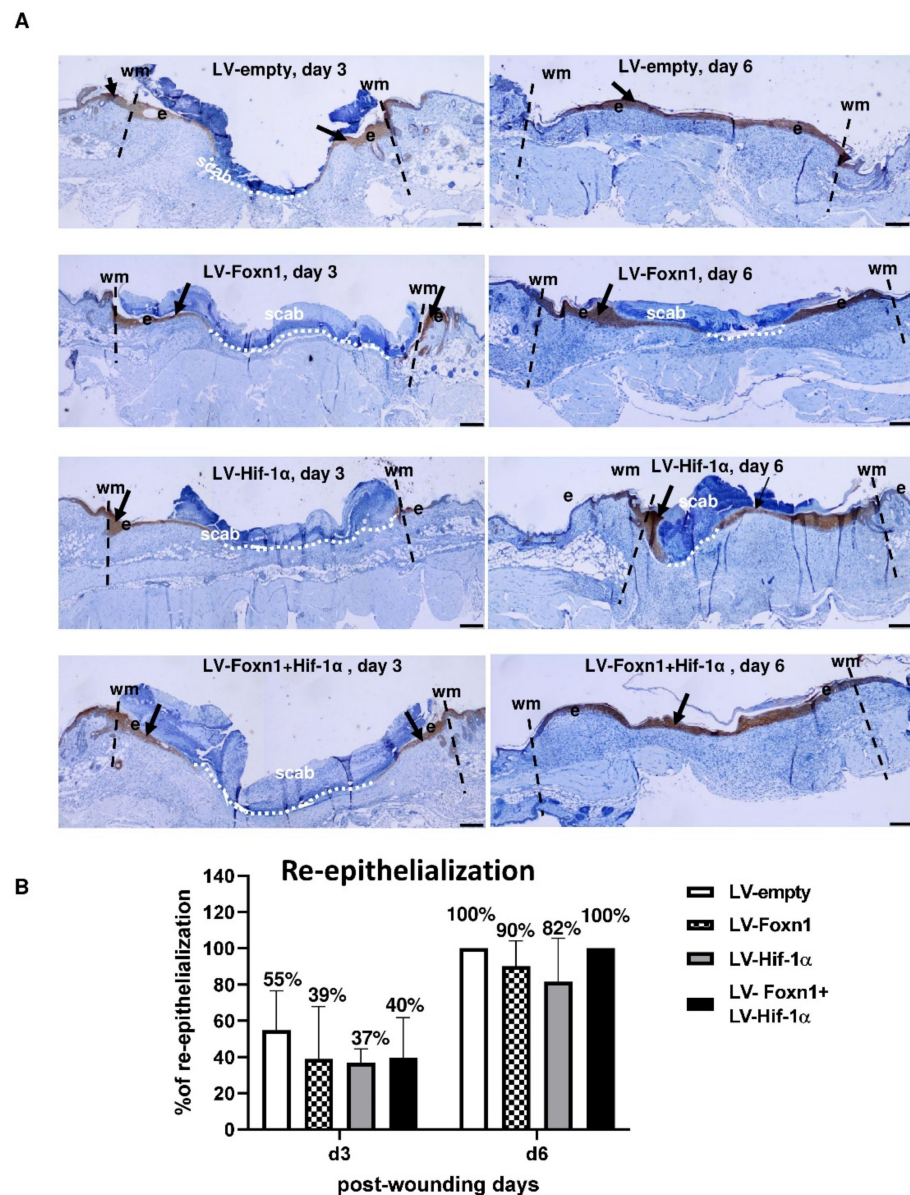 A
LV-empty, day 3
wm
wm
e
e
scab
LV-empty, day 6
wm
wm
e
e
LV-Foxn1, day 3
wm
wm
e
e
scab
LV-Foxn1, day 6
wm
wm
e
e
scab
LV-Hif-1α, day 3
wm
wm
e
e
scab
LV-Hif-1α, day 6
wm
wm
e
e
scab
LV-Foxn1+Hif-1α , day 3
wm
wm
e
e
scab
LV-Foxn1+Hif-1α , day 6
wm
wm
e
e
B
Re-epithelialization
%of re-epithelialization
140
120
100
80
60
40
20
0
55%
39%
37%
40%
100%
90%
82%
100%
d3
d6
post-wounding days
LV-empty
LV-Foxn1
LV-Hif-1α
LV- Foxn1+
LV-Hif-1α